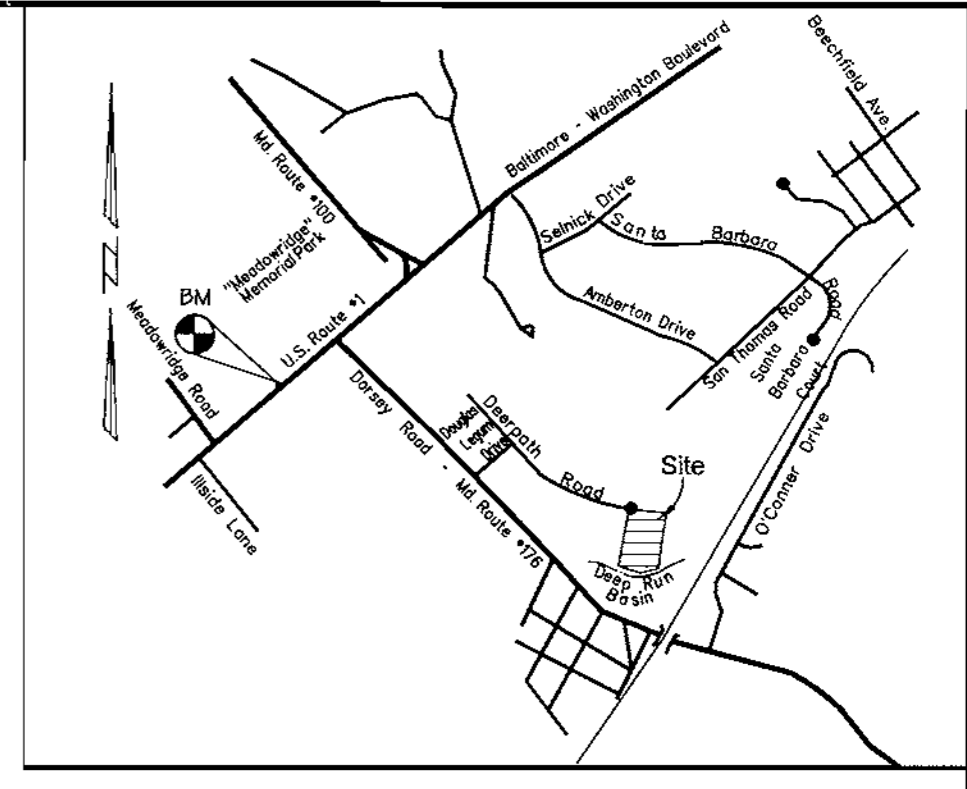 Beechfield Ave.
Baltimore - Washington Boulevard
Md. Route #100
Selnick Drive
Santa Barbara Road
"Meadowridge"
Memorial Park
N
BM
Meadowridge Road
U.S. Route #1
Amberton Drive
San Thomas Road
Santa
Barbara
Court
Dorsey Road - Md. Route #176
Douglas
Legum
Drive
Deerpath Road
Site
O'Conner Drive
Illside Lane
Deep Run
Basin